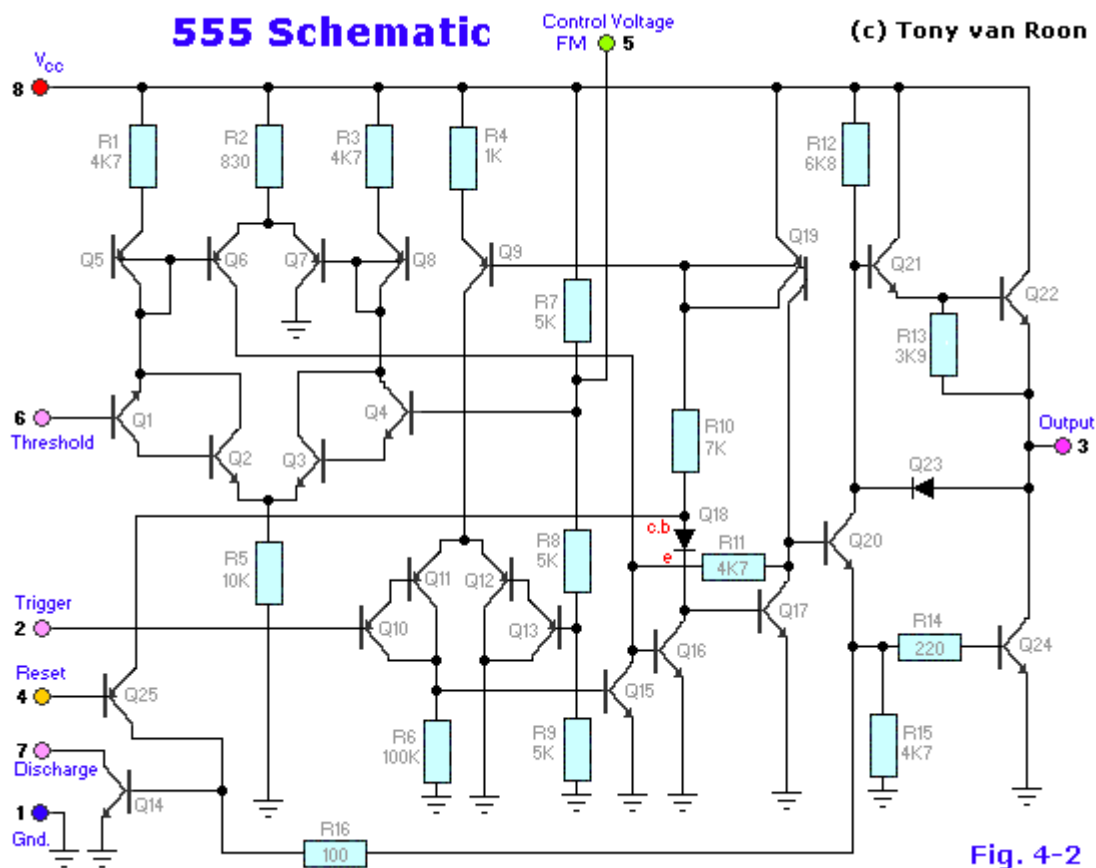 555 Schematic
Control Voltage
FM 5
(c) Tony van Roon
Vcc
8
R1
4K7
R2
830
R3
4K7
R4
1K
R12
6K8
Q5
Q6
Q7
Q8
Q9
Q19
Q21
Q22
R7
5K
R13
3K9
6
Threshold
Q1
Q2
Q3
Q4
R10
7K
Output
3
Q23
Q18
c.b
e
R11
4K7
Q20
R5
10K
R8
5K
Q11
Q12
Trigger
2
Q10
Q13
Q17
Q16
R14
220
Q24
Reset
4
Q25
Q15
R6
100K
R9
5K
R15
4K7
7
Discharge
Q14
1
Gnd.
R16
100
Fig. 4-2